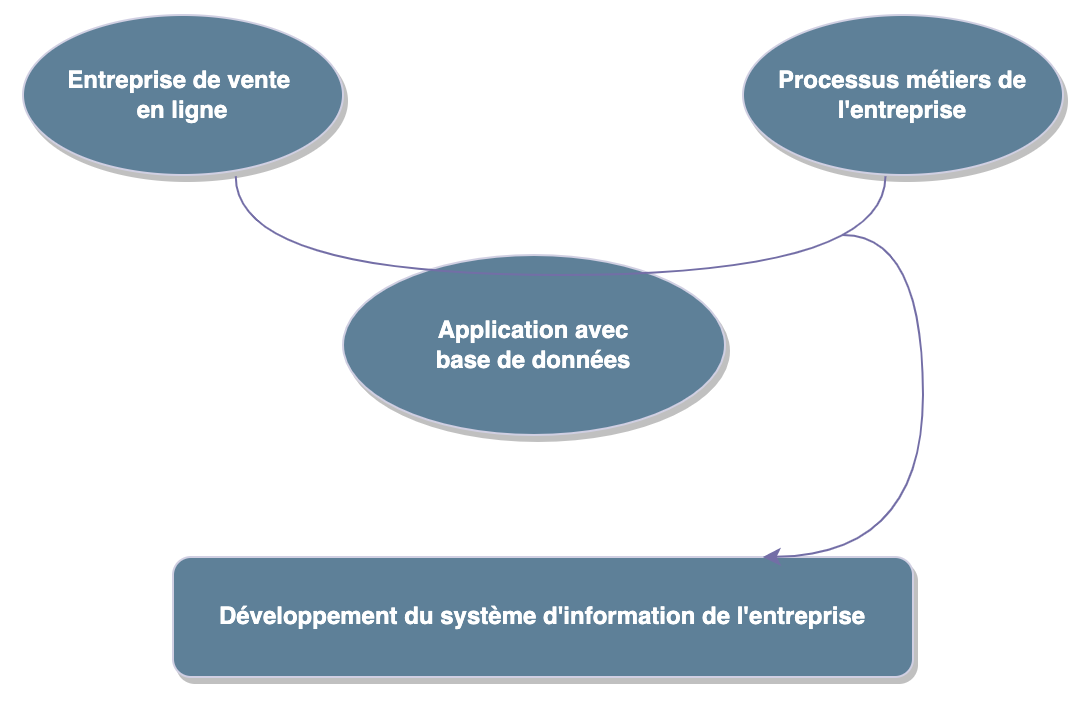 Entreprise de vente
en ligne
Processus métiers de
l'entreprise
Application avec
base de données
Développement du système d'information de l'entreprise